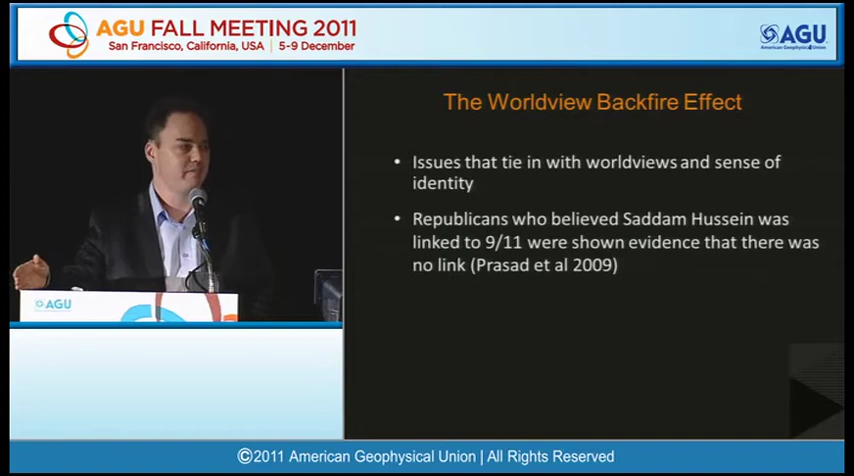 AGU FALL MEETING 2011
San Francisco, California, USA | 5-9 December
AGU
American Geophysical Union
The Worldview Backfire Effect
• Issues that tie in with worldviews and sense of
identity
• Republicans who believed Saddam Hussein was
linked to 9/11 were shown evidence that there was
no link (Prasad et al 2009)
AGU
©2011 American Geophysical Union | All Rights Reserved